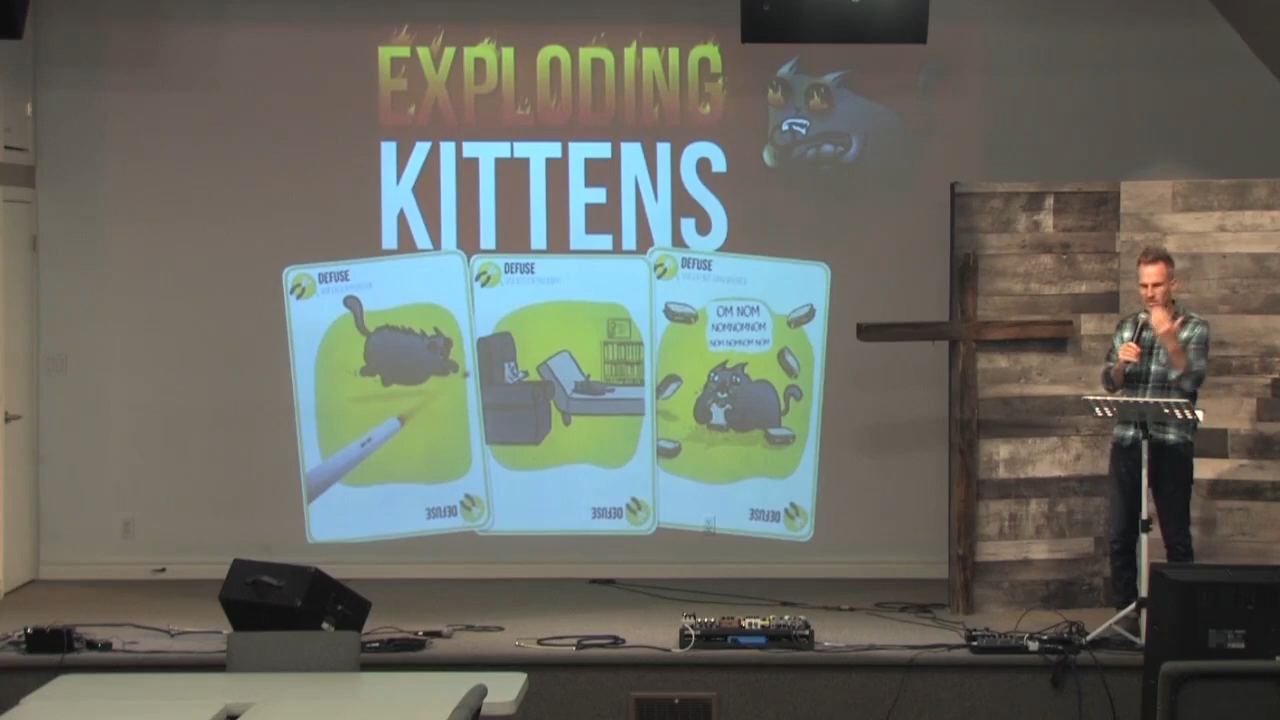 EXPLODING
KITTENS
DEFUSE
DEFUSE
DEFUSE
OM NOM
NOMNOMNOM
NOM NOMNOM NOM
DEFUSE
DEFUSE
DEFUSE